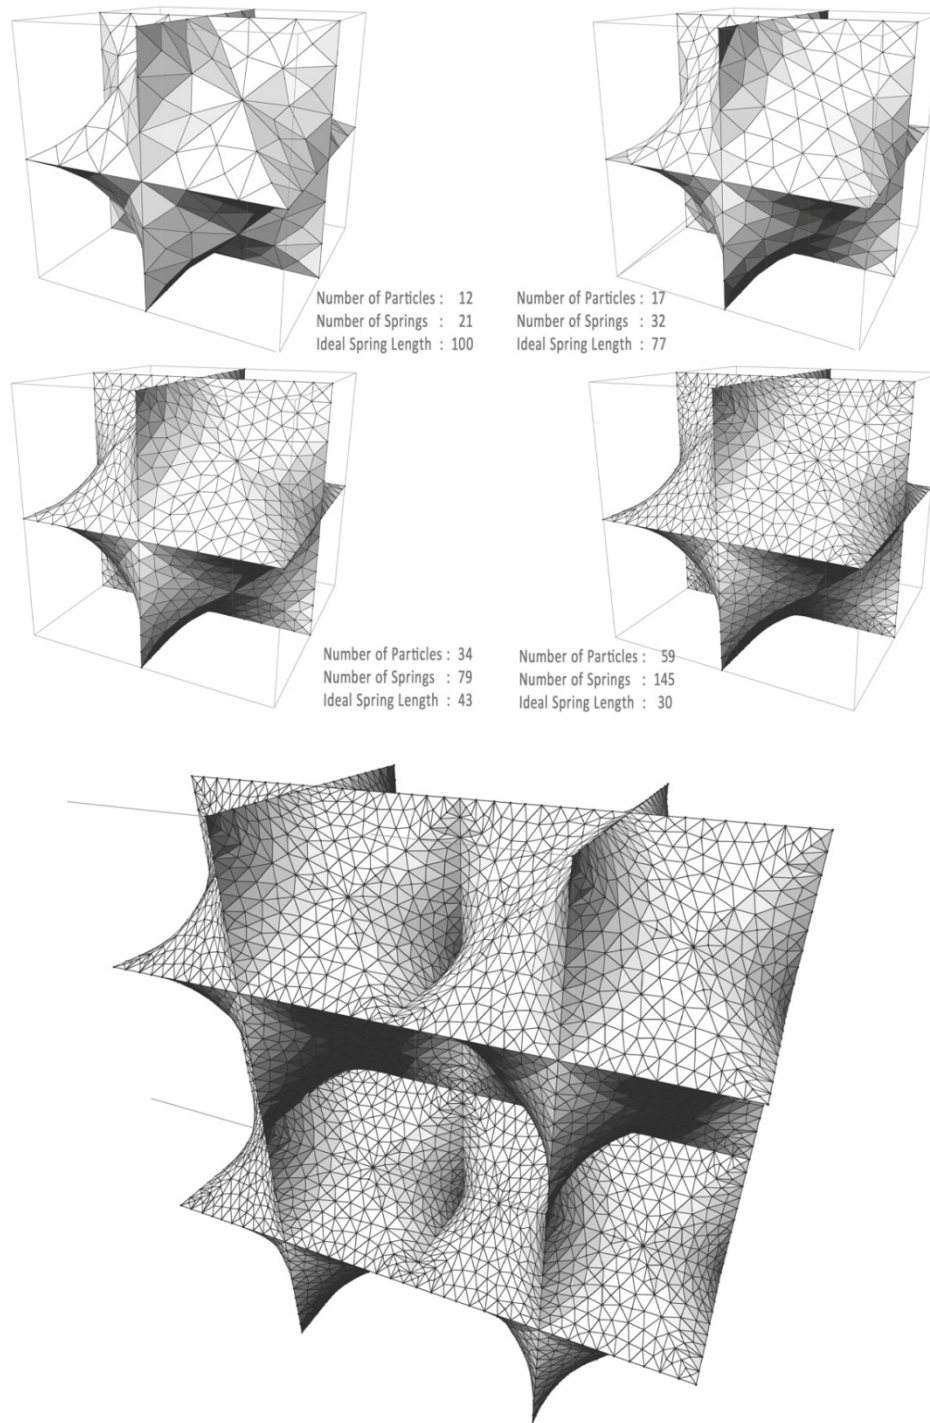 Number of Particles : 12
Number of Springs : 21
Ideal Spring Length : 100
Number of Particles : 17
Number of Springs : 32
Ideal Spring Length : 77
Number of Particles : 34
Number of Springs : 79
Ideal Spring Length : 43
Number of Particles : 59
Number of Springs : 145
Ideal Spring Length : 30